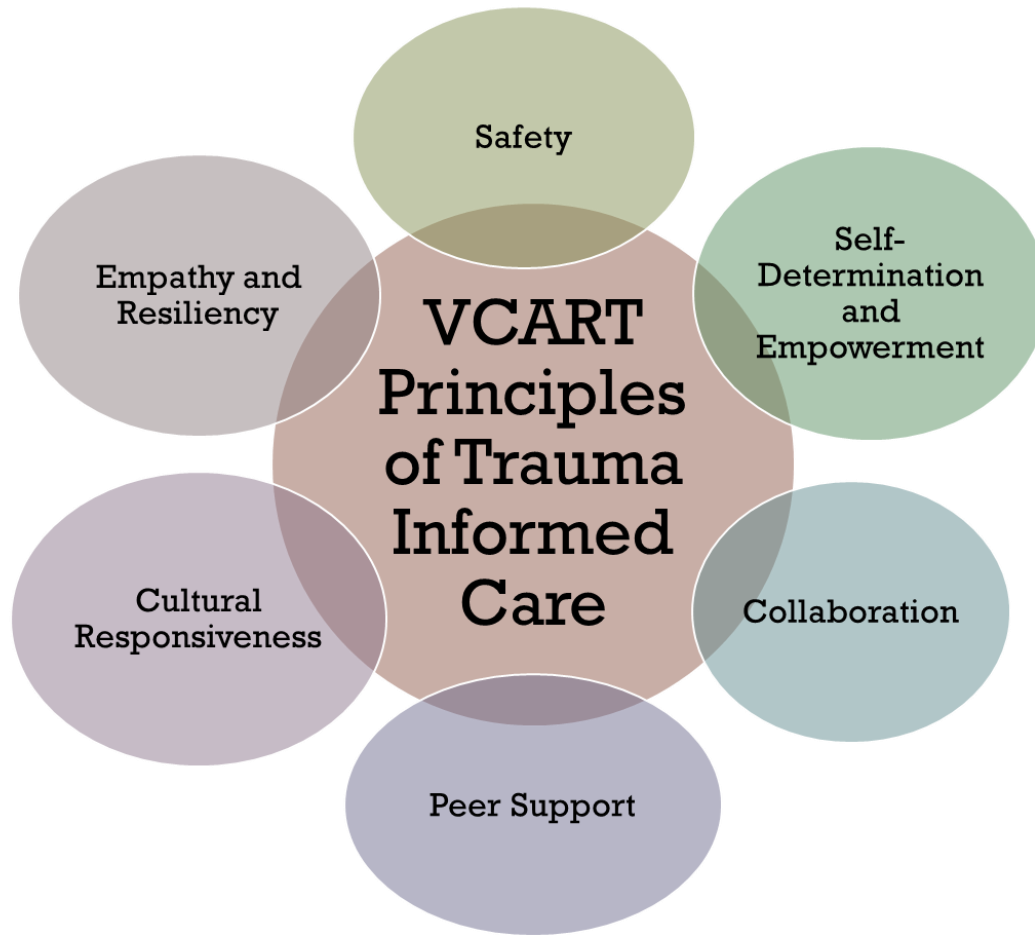 Safety
Self-
Determination
and
Empowerment
Empathy and
Resiliency
VCART
Principles
of Trauma
Informed
Care
Cultural
Responsiveness
Collaboration
Peer Support